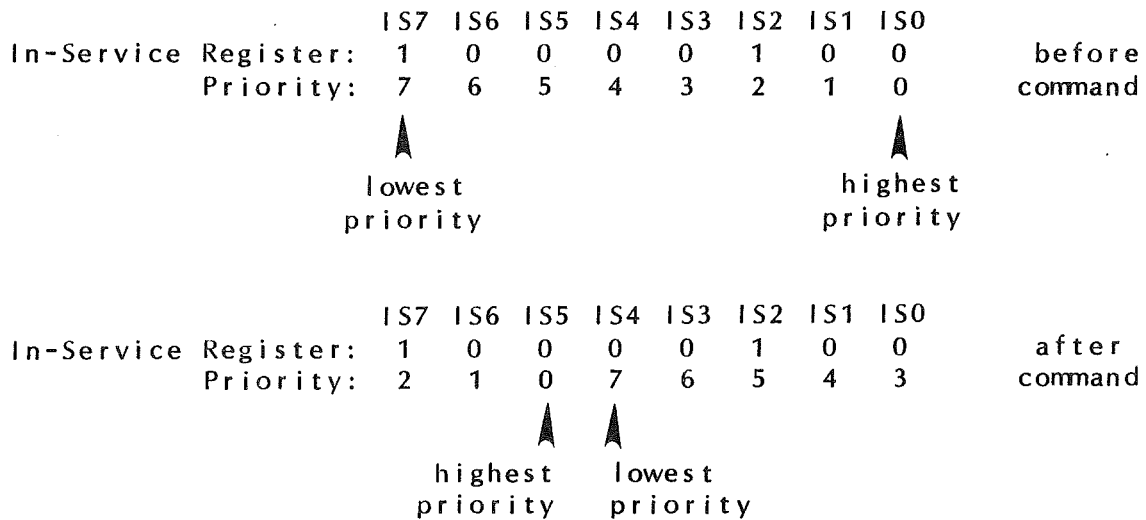 IS7 IS6 IS5 IS4 IS3 IS2 IS1 IS0
In-Service Register: 1 0 0 0 0 1 0 0 before
Priority: 7 6 5 4 3 2 1 0 command
lowest highest
priority priority
IS7 IS6 IS5 IS4 IS3 IS2 IS1 IS0
In-Service Register: 1 0 0 0 0 1 0 0 after
Priority: 2 1 0 7 6 5 4 3 command
highest lowest
priority priority